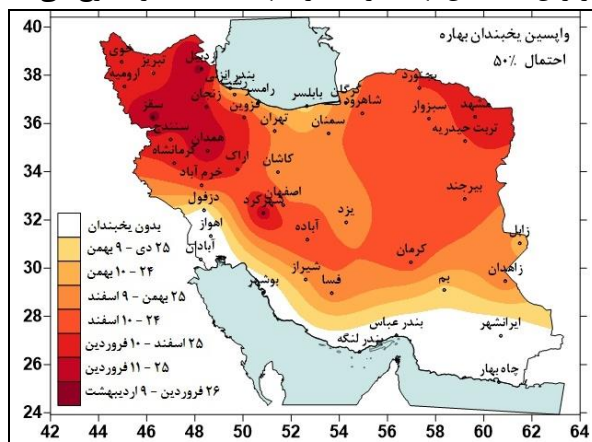 واپسین یخبندان بهاره
احتمال ۵۰٪
40
38
36
34
32
30
28
26
24
42 44 46 48 50 52 54 56 58 60 62 64
خوی
تبریز
اردبیل
ارومیه
بندر انزلی
رشت
رامسر
بابلسر
گرگان
بجنورد
مشهد
زنجان
قزوین
شاهرود
سبزوار
سقز
تهران
سمنان
تربت حیدریه
سنندج
همدان
کرمانشاه
اراک
کاشان
خرم آباد
اصفهان
شهرکرد
بیرجند
دزفول
یزد
اهواز
آباده
زابل
آبادان
کرمان
شیراز
فسا
بم
زاهدان
بوشهر
بندر عباس
ایرانشهر
بندر لنگه
چاه بهار
بدون یخبندان
۲۵ دی - ۹ بهمن
۲۴ - ۱۰ بهمن
۲۵ بهمن - ۹ اسفند
۲۴ - ۱۰ اسفند
۲۵ اسفند - ۱۰ فروردین
۲۵ - ۱۱ فروردین
۲۶ فروردین - ۹ اردیبهشت